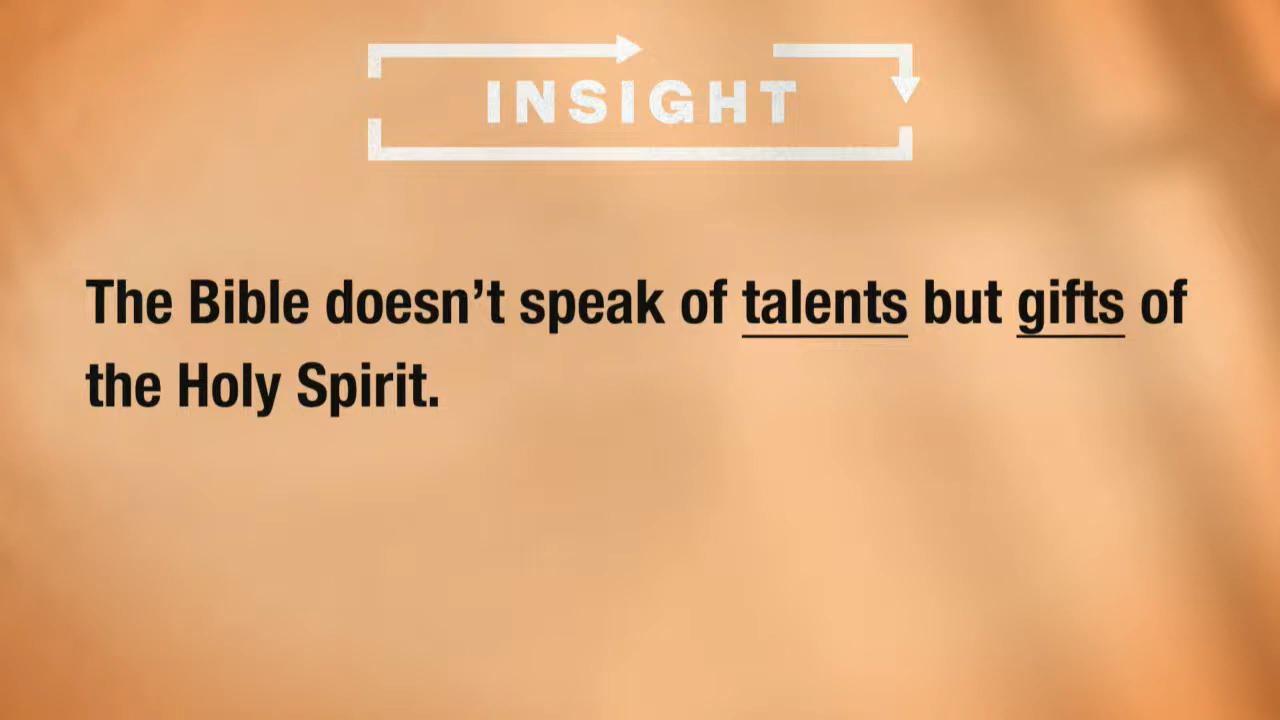 INSIGHT
The Bible doesn’t speak of talents but gifts of
the Holy Spirit.